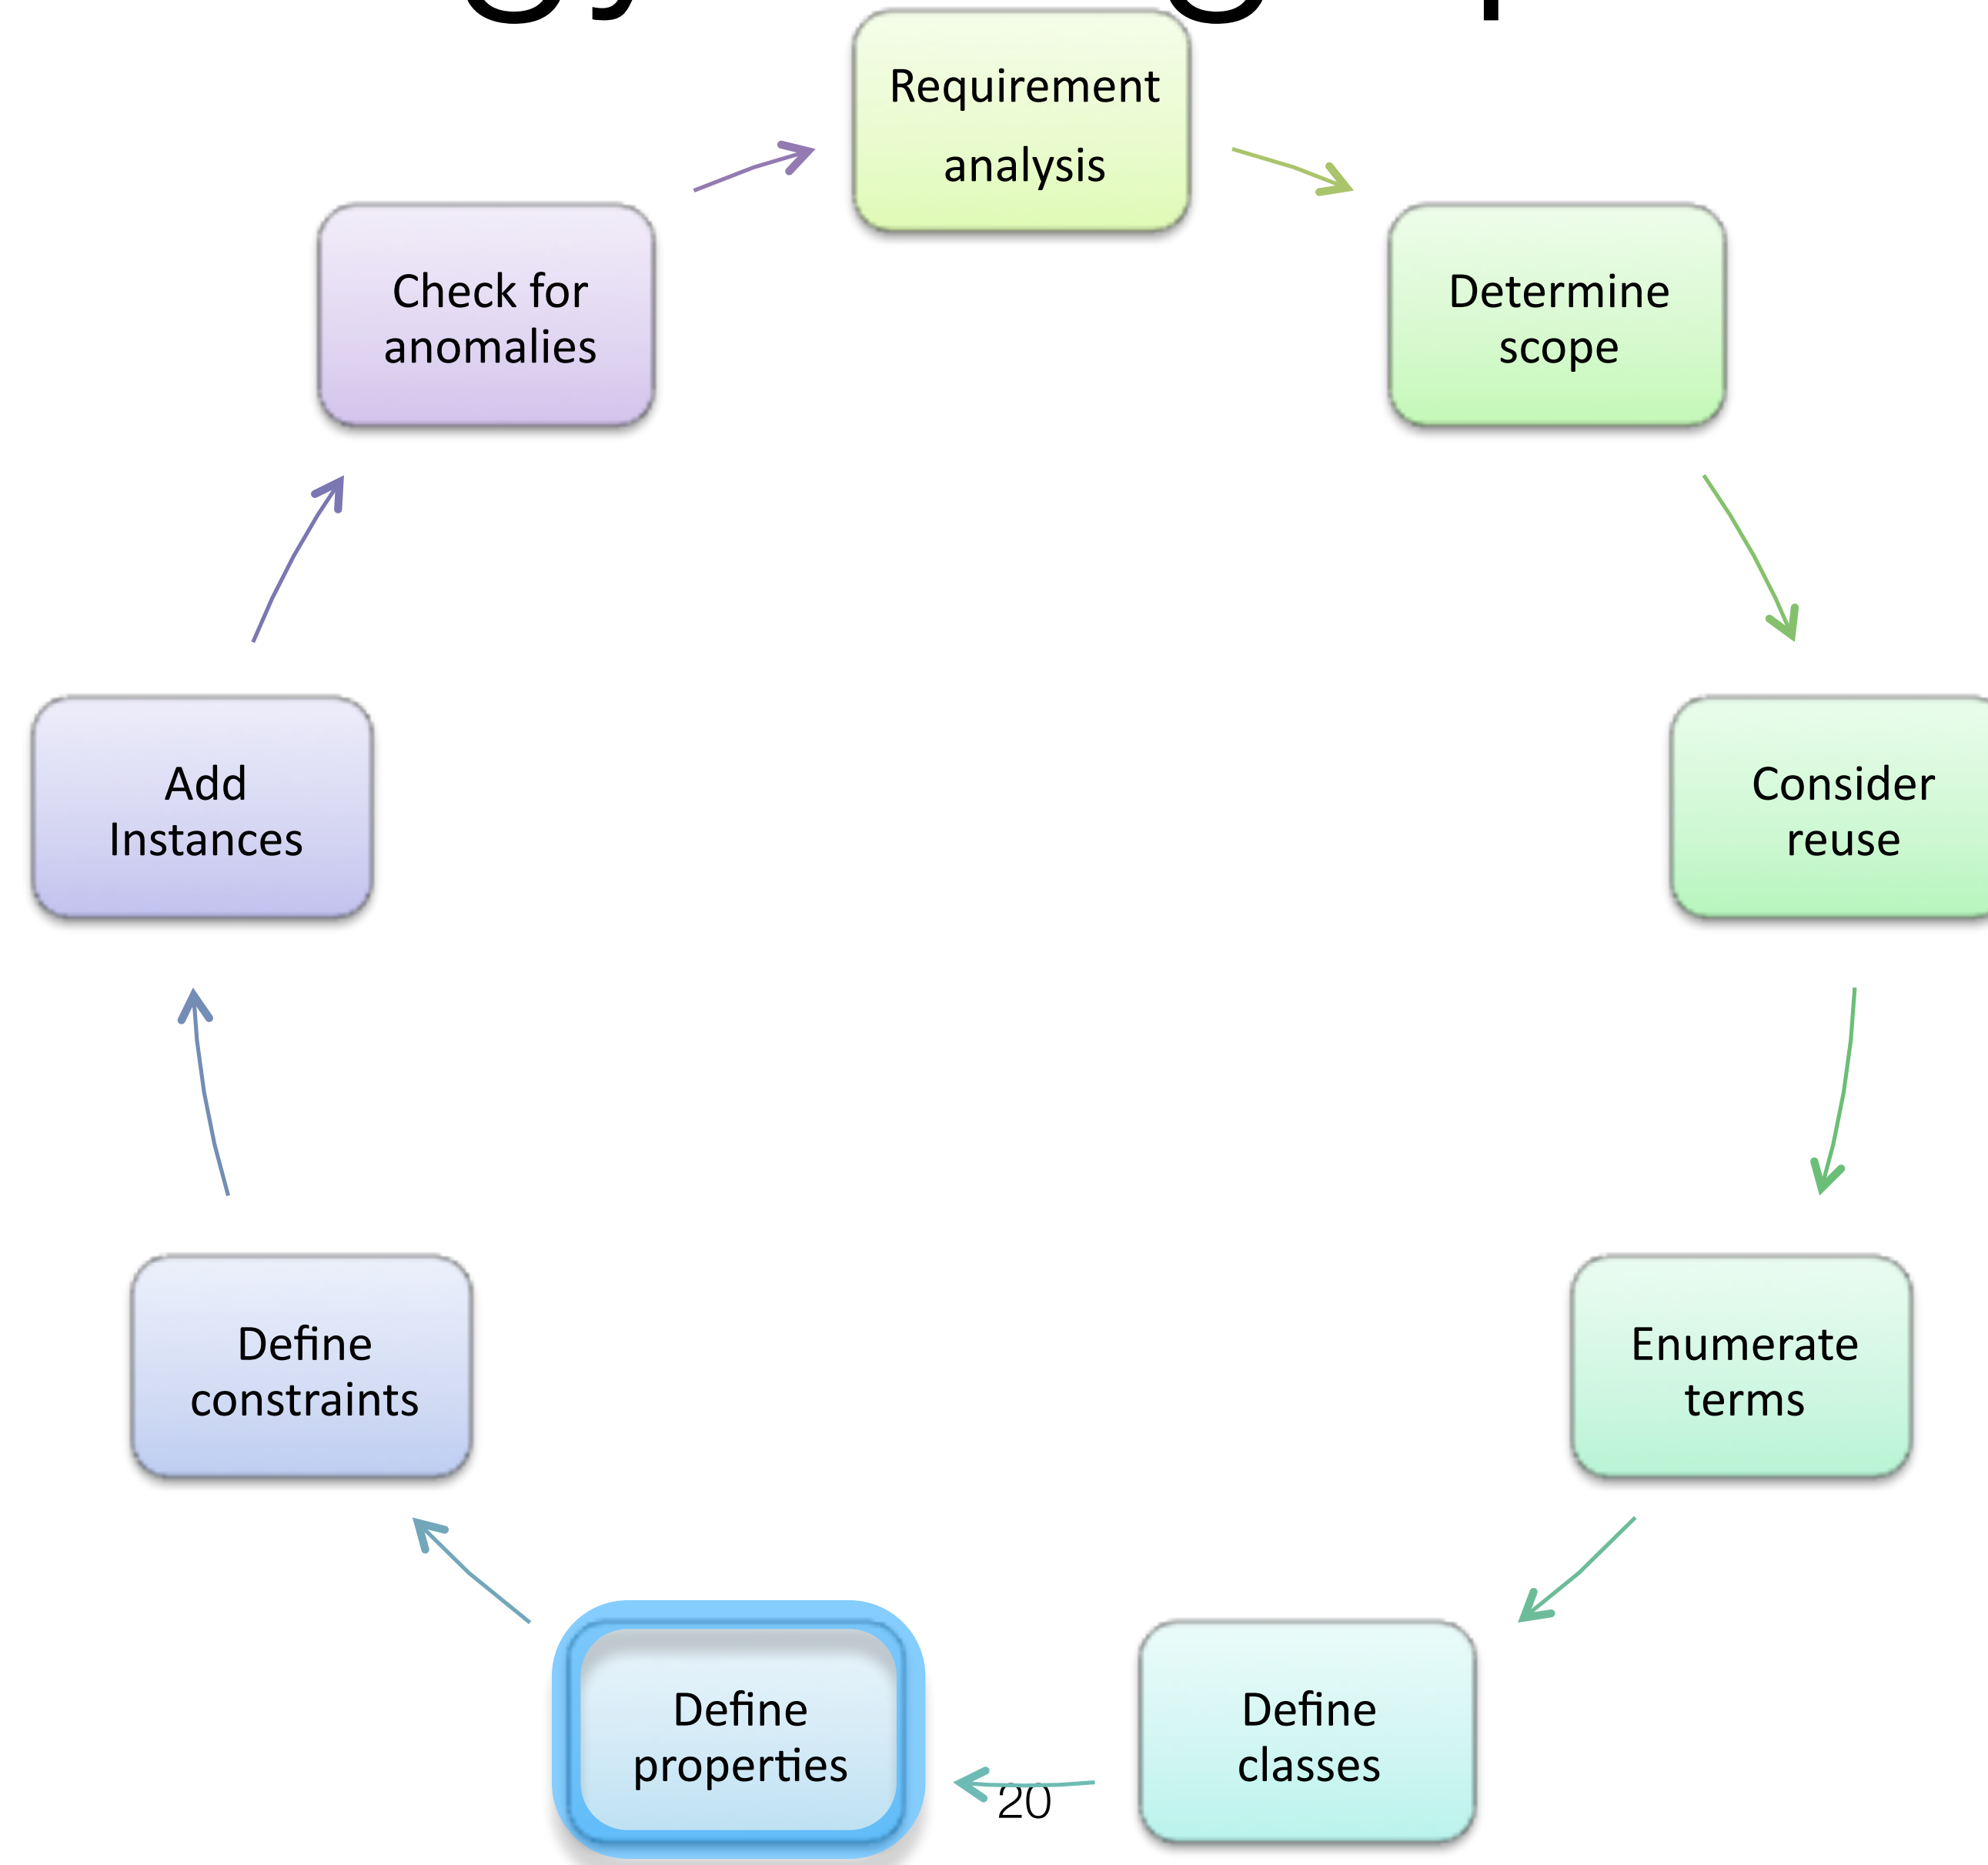 Requirement
analysis
Determine
scope
Consider
reuse
Enumerate
terms
Define
classes
Define
properties
Define
constraints
Add
Instances
Check for
anomalies
20